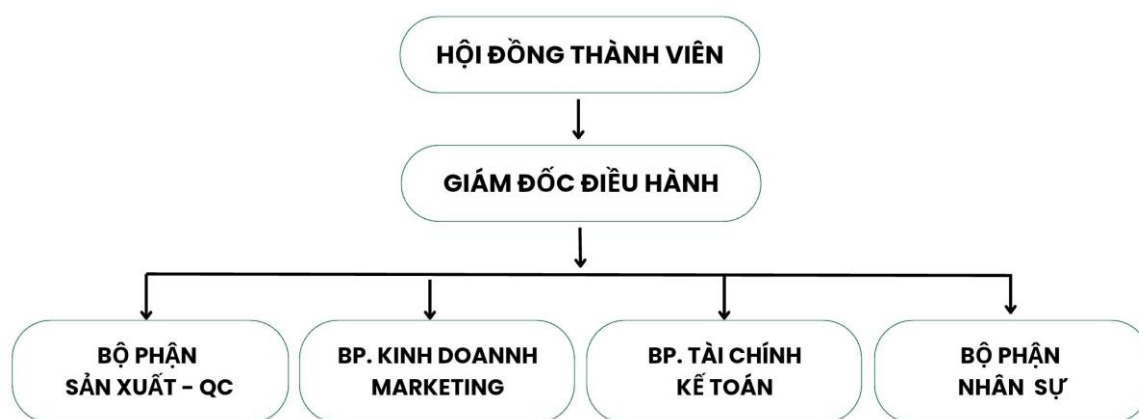 HỘI ĐỒNG THÀNH VIÊN
GIÁM ĐỐC ĐIỀU HÀNH
BỘ PHẬN
SẢN XUẤT - QC
BP. KINH DOANNH
MARKETING
BP. TÀI CHÍNH
KẾ TOÁN
BỘ PHẬN
NHÂN SỰ